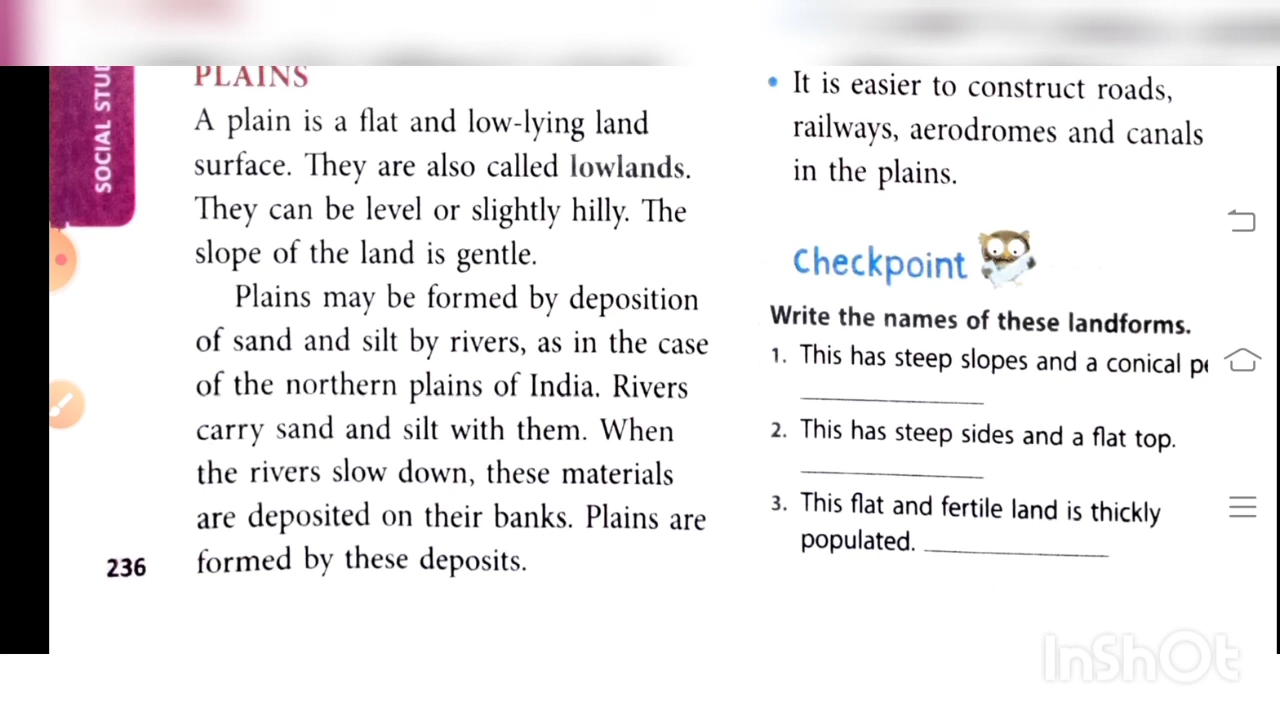 SOCIAL STUD
PLAINS
A plain is a flat and low-lying land
surface. They are also called lowlands.
They can be level or slightly hilly. The
slope of the land is gentle.
Plains may be formed by deposition
of sand and silt by rivers, as in the case
of the northern plains of India. Rivers
carry sand and silt with them. When
the rivers slow down, these materials
are deposited on their banks. Plains are
formed by these deposits.
236
• It is easier to construct roads,
railways, aerodromes and canals
in the plains.
Checkpoint
Write the names of these landforms.
1. This has steep slopes and a conical pe
2. This has steep sides and a flat top.
3. This flat and fertile land is thickly
populated.
InShOt